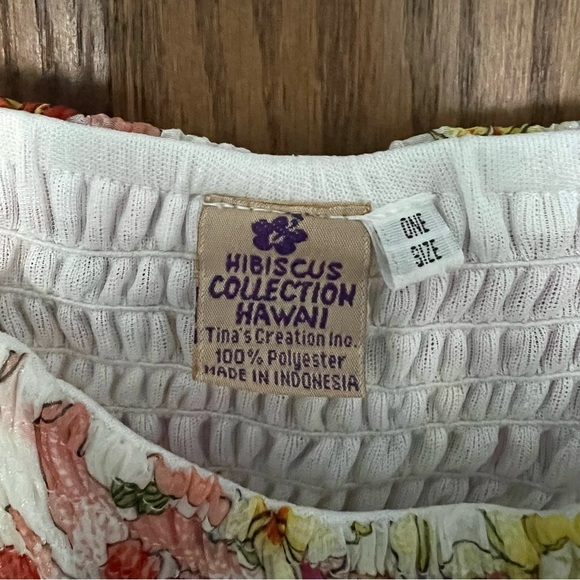 HIBISCUS
COLLECTION
HAWAII
Tina's Creation Inc.
100% Polyester
MADE IN INDONESIA
ONE
SIZE